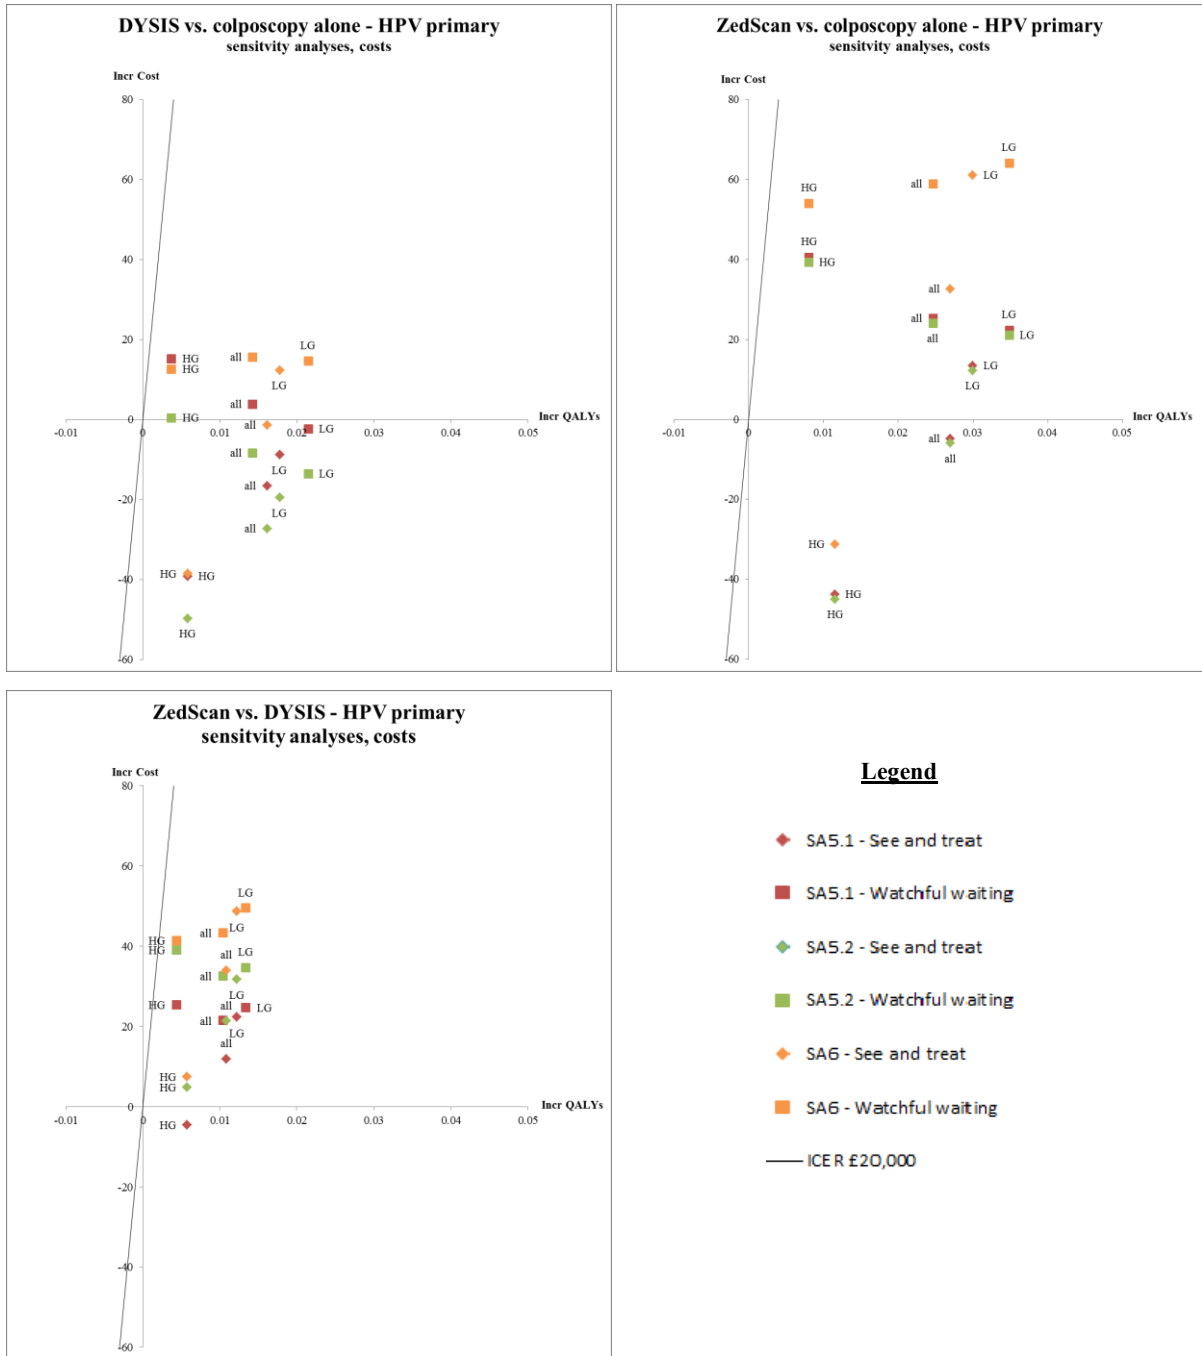 DYSIS vs. colposcopy alone - HPV primary
sensitvity analyses, costs
Incr Cost
80
60
40
20
0
-20
-40
-60
-0.01
0
0.01
0.02
0.03
0.04
0.05
Incr QALYs
LG
all
HG
HG
LG
all
HG
all
LG
all
LG
LG
all
LG
all
HG
HG
HG
ZedScan vs. colposcopy alone - HPV primary
sensitvity analyses, costs
Incr Cost
80
60
40
20
0
-20
-40
-60
-0.01
0
0.01
0.02
0.03
0.04
0.05
Incr QALYs
LG
LG
all
HG
HG
HG
all
LG
all
LG
all
LG
LG
all
all
HG
HG
HG
ZedScan vs. DYSIS - HPV primary
sensitvity analyses, costs
Incr Cost
80
60
40
20
0
-20
-40
-60
-0.01
0
0.01
0.02
0.03
0.04
0.05
Incr QALYs
LG
LG
all
HG
HG
LG
all
all
LG
all
HG
LG
all
LG
all
HG
HG
HG
Legend
SA5.1 - See and treat
SA5.1 - Watchful waiting
SA5.2 - See and treat
SA5.2 - Watchful waiting
SA6 - See and treat
SA6 - Watchful waiting
ICER £20,000